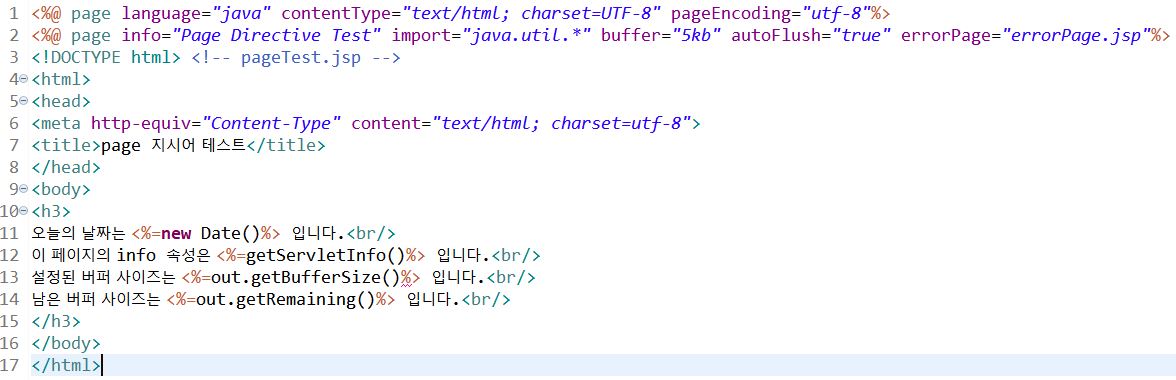 1 <%@ page language="java" contentType="text/html; charset=UTF-8" pageEncoding="utf-8"%>
2 <%@ page info="Page Directive Test" import="java.util.*" buffer="5kb" autoFlush="true" errorPage="errorPage.jsp"%>
3 <!DOCTYPE html> <!-- pageTest.jsp -->
4 <html>
5 <head>
6 <meta http-equiv="Content-Type" content="text/html; charset=utf-8">
7 <title>page 지시어 테스트</title>
8 </head>
9 <body>
10 <h3>
11 오늘의 날짜는 <%=new Date()%> 입니다.<br/>
12 이 페이지의 info 속성은 <%=getServletInfo()%> 입니다.<br/>
13 설정된 버퍼 사이즈는 <%=out.getBufferSize()%> 입니다.<br/>
14 남은 버퍼 사이즈는 <%=out.getRemaining()%> 입니다.<br/>
15 </h3>
16 </body>
17 </html>